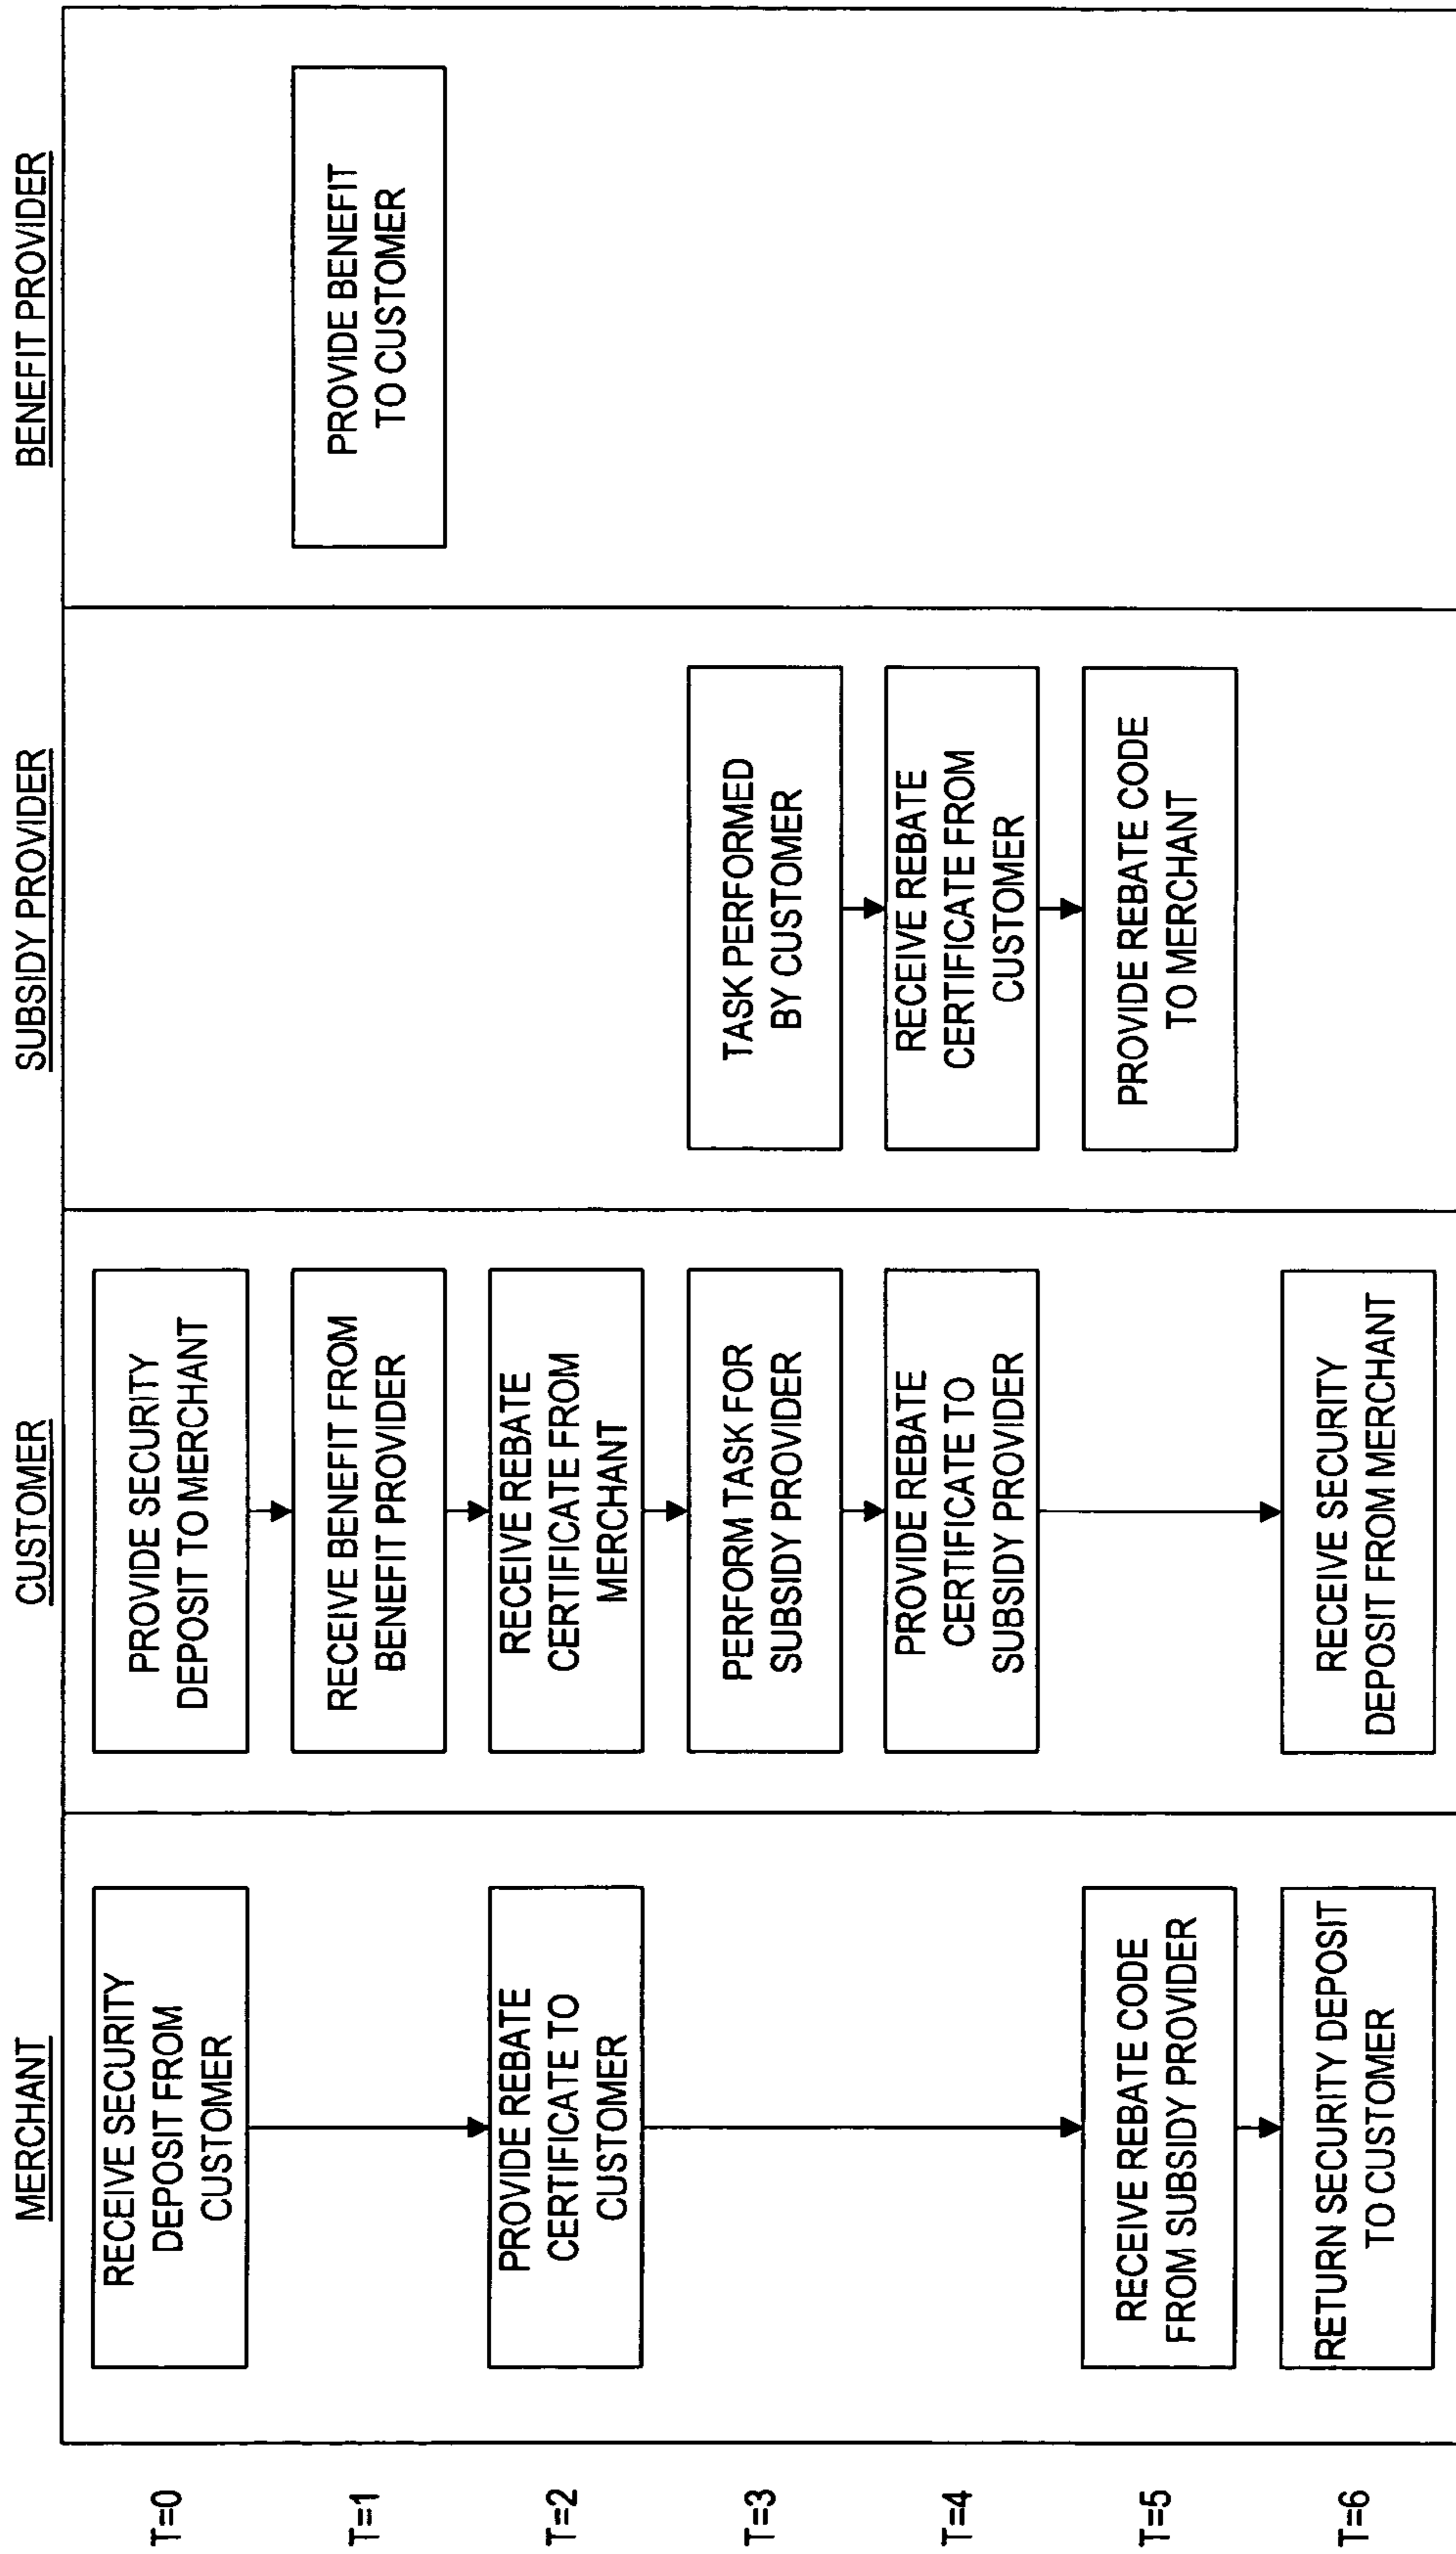 MERCHANT
CUSTOMER
SUBSIDY PROVIDER
BENEFIT PROVIDER
T=0
RECEIVE SECURITY
DEPOSIT FROM
CUSTOMER
PROVIDE SECURITY
DEPOSIT TO MERCHANT
T=1
RECEIVE BENEFIT FROM
BENEFIT PROVIDER
PROVIDE BENEFIT
TO CUSTOMER
T=2
PROVIDE REBATE
CERTIFICATE TO
CUSTOMER
RECEIVE REBATE
CERTIFICATE FROM
MERCHANT
T=3
PERFORM TASK FOR
SUBSIDY PROVIDER
TASK PERFORMED
BY CUSTOMER
T=4
PROVIDE REBATE
CERTIFICATE TO
SUBSIDY PROVIDER
RECEIVE REBATE
CERTIFICATE FROM
CUSTOMER
T=5
RECEIVE REBATE CODE
FROM SUBSIDY PROVIDER
PROVIDE REBATE CODE
TO MERCHANT
T=6
RETURN SECURITY DEPOSIT
TO CUSTOMER
RECEIVE SECURITY
DEPOSIT FROM MERCHANT